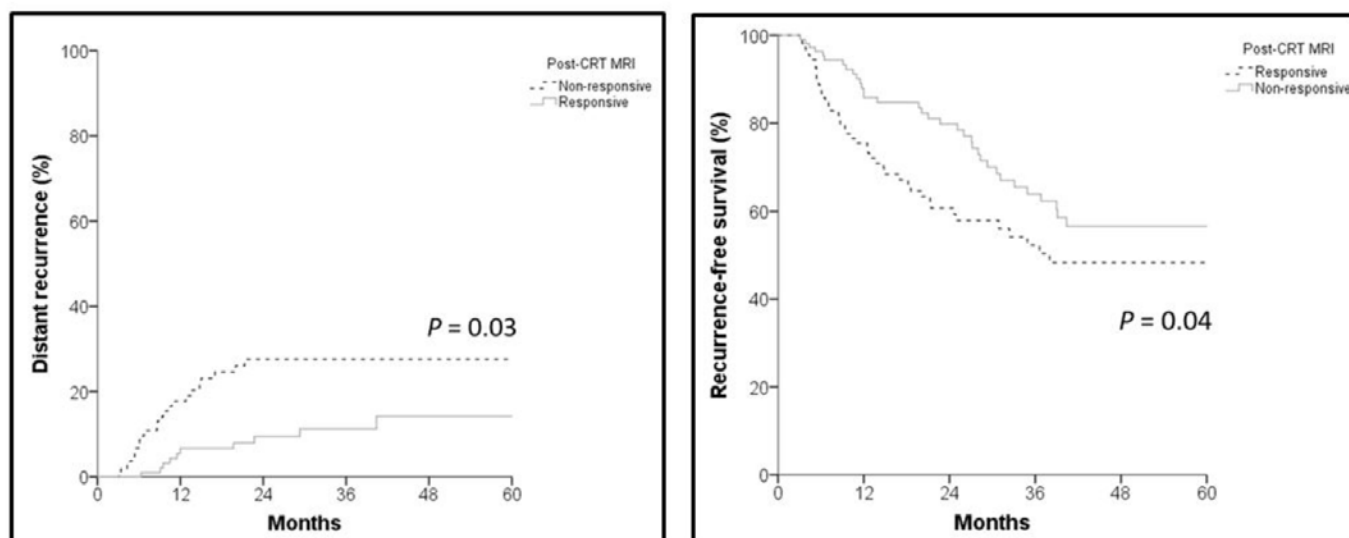 Distant recurrence (%)
100
80
60
40
20
0
0 12 24 36 48 60
Months
Post-CRT MRI
Non-responsive
Responsive
P = 0.03
Recurrence-free survival (%)
100
80
60
40
20
0
0 12 24 36 48 60
Months
Post-CRT MRI
Responsive
Non-responsive
P = 0.04